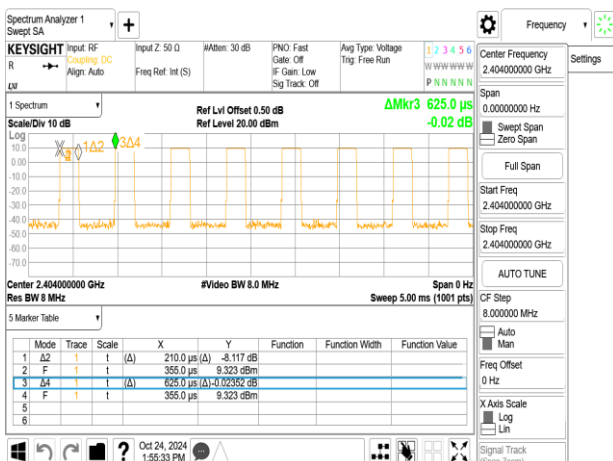 Spectrum Analyzer 1
Swept SA
Frequency
KEYSIGHT
Input: RF
Coupling: DC
Align: Auto
Input Z: 50 Ω
Freq Ref: Int (S)
#Atten: 30 dB
PNO: Fast
Gate: Off
IF Gain: Low
Sig Track: Off
Avg Type: Voltage
Trig: Free Run
1 2 3 4 5 6
W W W W W W
P N N N N N
R
LXI
1 Spectrum
Scale/Div 10 dB
Ref Lvl Offset 0.50 dB
Ref Level 20.00 dBm
ΔMkr3 625.0 µs
-0.02 dB
Log
10.0
0.00
-10.0
-20.0
-30.0
-40.0
-50.0
-60.0
-70.0
1Δ2
3Δ4
Center 2.404000000 GHz
Res BW 8 MHz
#Video BW 8.0 MHz
Span 0 Hz
Sweep 5.00 ms (1001 pts)
5 Marker Table
Mode Trace Scale X Y Function Function Width Function Value
1 Δ2 1 t (Δ) 210.0 µs (Δ) -8.117 dB
2 F 1 t 355.0 µs 9.323 dBm
3 Δ4 1 t (Δ) 625.0 µs (Δ) -0.02352 dB
4 F 1 t 355.0 µs 9.323 dBm
5
6
Oct 24, 2024
1:55:33 PM
Center Frequency
2.404000000 GHz
Settings
Span
0.00000000 Hz
Swept Span
Zero Span
Full Span
Start Freq
2.404000000 GHz
Stop Freq
2.404000000 GHz
AUTO TUNE
CF Step
8.000000 MHz
Auto
Man
Freq Offset
0 Hz
X Axis Scale
Log
Lin
Signal Track